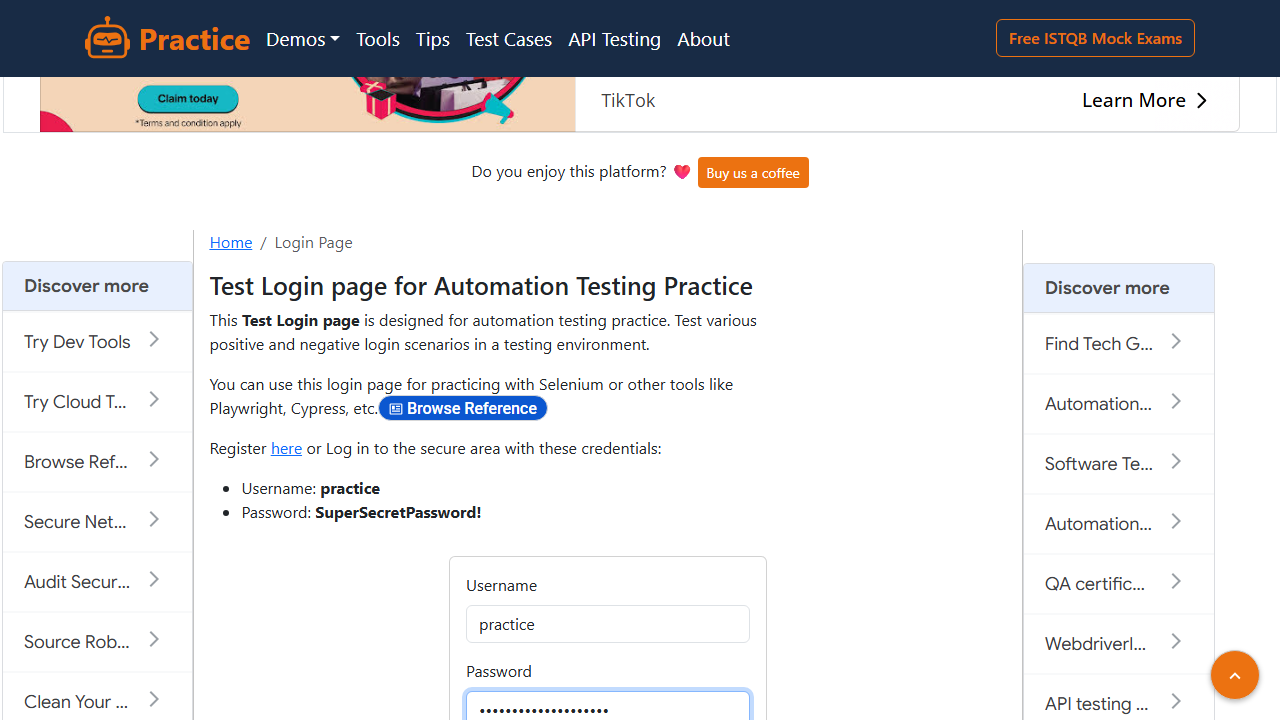 Practice Demos Tools Tips Test Cases API Testing About Free ISTQB Mock Exams
Claim today
*Terms and condition apply
TikTok
Learn More
Do you enjoy this platform? Buy us a coffee
Home / Login Page
Test Login page for Automation Testing Practice
This Test Login page is designed for automation testing practice. Test various
positive and negative login scenarios in a testing environment.
You can use this login page for practicing with Selenium or other tools like
Playwright, Cypress, etc. Browse Reference
Register here or Log in to the secure area with these credentials:
Username: practice
Password: SuperSecretPassword!
Username
practice
Password
••••••••••••••••••••
Discover more
Try Dev Tools
Try Cloud T...
Browse Ref...
Secure Net...
Audit Secur...
Source Rob...
Clean Your ...
Discover more
Find Tech G...
Automation...
Software Te...
Automation...
QA certific...
Webdriverl...
API testing ...